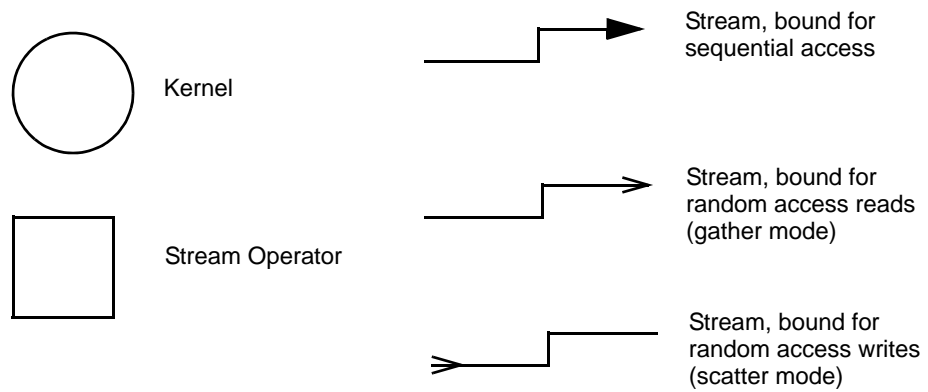 Kernel
Stream Operator
Stream, bound for
sequential access
Stream, bound for
random access reads
(gather mode)
Stream, bound for
random access writes
(scatter mode)